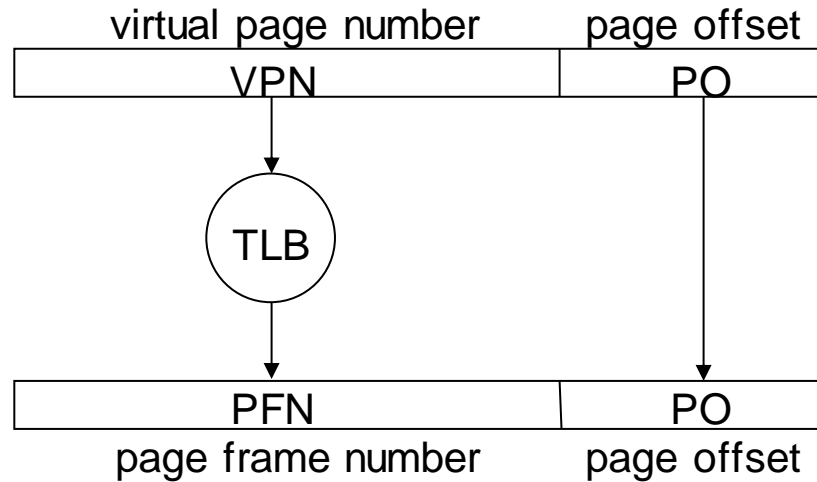 virtual page number page offset
VPN PO
TLB
PFN PO
page frame number page offset